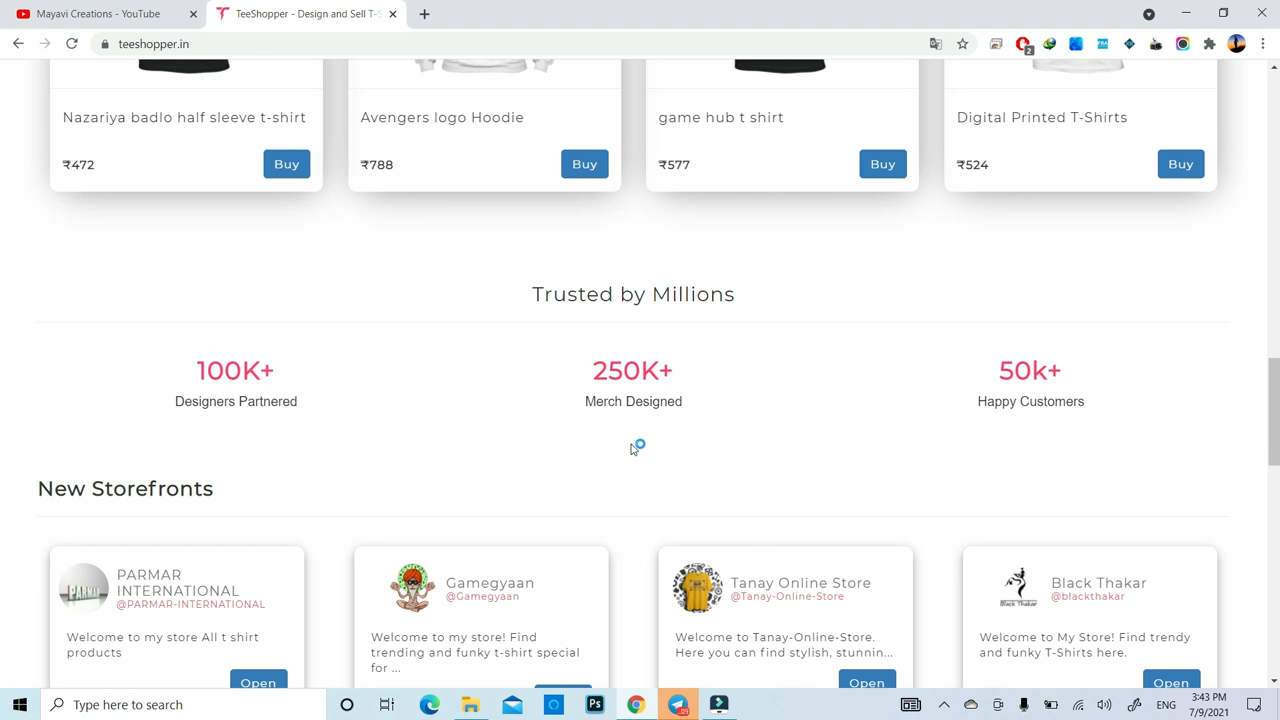 Mayavi Creations - YouTube
TeeShopper - Design and Sell T-S
teeshopper.in
2
Nazariya badlo half sleeve t-shirt
Avengers logo Hoodie
game hub t shirt
Digital Printed T-Shirts
₹472
Buy
₹788
Buy
₹577
Buy
₹524
Buy
Trusted by Millions
100K+
250K+
50k+
Designers Partnered
Merch Designed
Happy Customers
New Storefronts
PARMAR
INTERNATIONAL
@PARMAR-INTERNATIONAL
Welcome to my store All t shirt
products
Open
Gamegyaan
@Gamegyaan
Welcome to my store! Find
trending and funky t-shirt special
for ...
Tanay Online Store
@Tanay-Online-Store
Welcome to Tanay-Online-Store.
Here you can find stylish, stunnin...
Open
Black Thakar
@blackthakar
Black Thakar
Welcome to My Store! Find trendy
and funky T-Shirts here.
Open
Type here to search
Ps
ENG
3:43 PM
7/9/2021